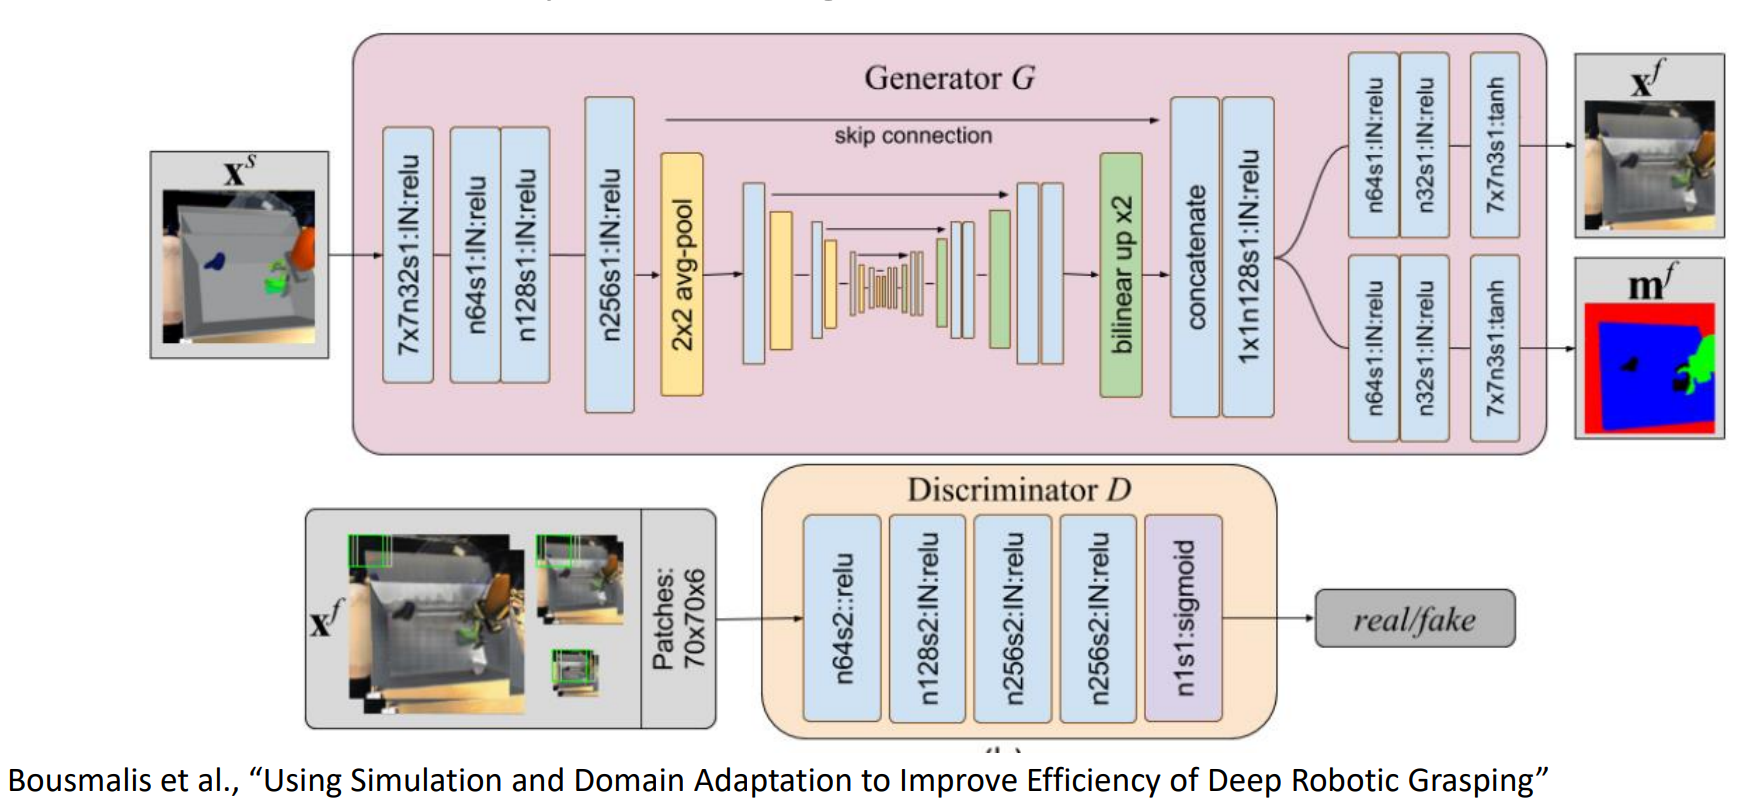 Generator G
skip connection
x^s
7x7n32s1:IN:relu
n64s1:IN:relu
n128s1:IN:relu
n256s1:IN:relu
2x2 avg-pool
bilinear up x2
concatenate
1x1n128s1:IN:relu
n64s1:IN:relu
n32s1:IN:relu
7x7n3s1:tanh
x^f
n64s1:IN:relu
n32s1:IN:relu
7x7n3s1:tanh
m^f
Discriminator D
x^f
Patches:
70x70x6
n64s2::relu
n128s2:IN:relu
n256s2:IN:relu
n256s2:IN:relu
n1s1:sigmoid
real/fake
Bousmalis et al., “Using Simulation and Domain Adaptation to Improve Efficiency of Deep Robotic Grasping”